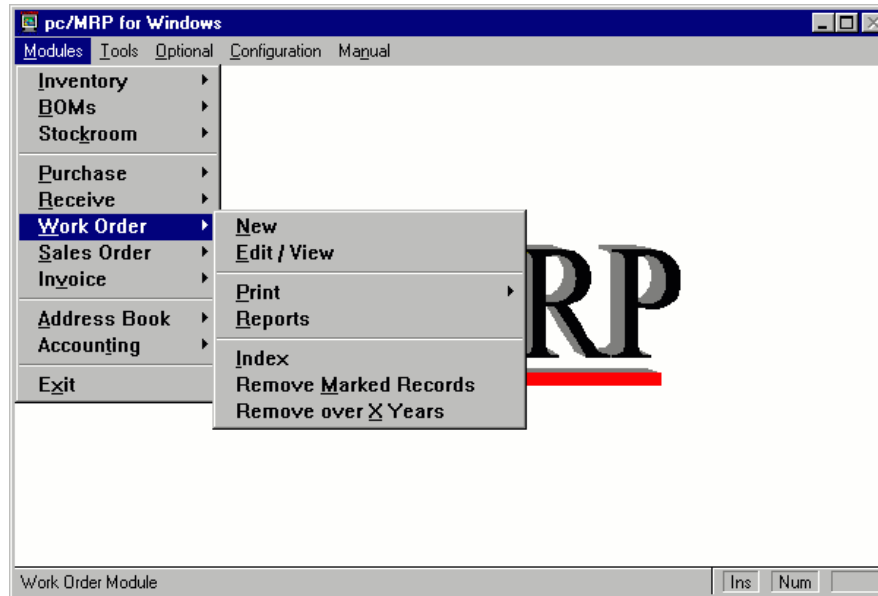 pc/MRP for Windows
Modules Tools Optional Configuration Manual
Inventory
BOMs
Stockroom
Purchase
Receive
Work Order
Sales Order
Invoice
Address Book
Accounting
Exit
New
Edit / View
Print
Reports
Index
Remove Marked Records
Remove over X Years
RP
Work Order Module Ins Num